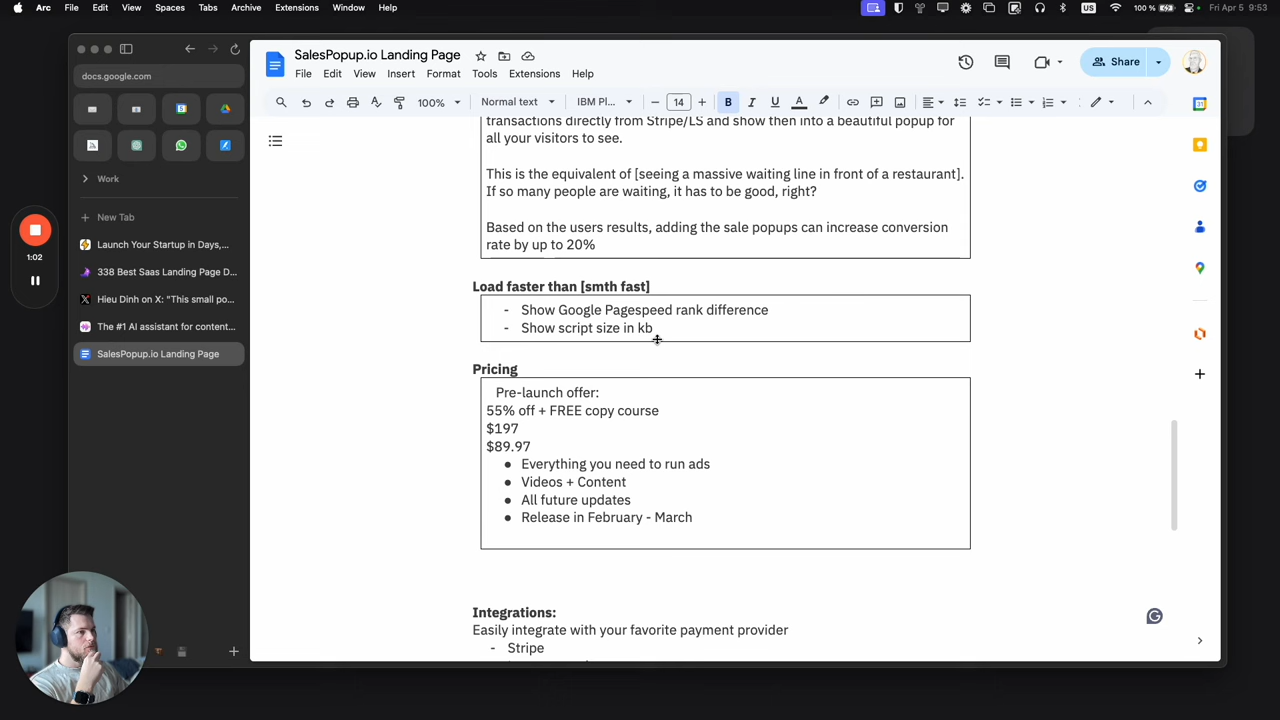 Arc File Edit View Spaces Tabs Archive Extensions Window Help
US 100 % Fri Apr 5 9:53
docs.google.com
Work
New Tab
Launch Your Startup in Days,...
338 Best Saas Landing Page D...
Hieu Dinh on X: "This small po...
The #1 AI assistant for content...
SalesPopup.io Landing Page
1:02
SalesPopup.io Landing Page
File Edit View Insert Format Tools Extensions Help
Share
100% Normal text IBM Pl... 14
transactions directly from Stripe/LS and show then into a beautiful popup for
all your visitors to see.
This is the equivalent of [seeing a massive waiting line in front of a restaurant].
If so many people are waiting, it has to be good, right?
Based on the users results, adding the sale popups can increase conversion
rate by up to 20%
Load faster than [smth fast]
- Show Google Pagespeed rank difference
- Show script size in kb
Pricing
Pre-launch offer:
55% off + FREE copy course
$197
$89.97
● Everything you need to run ads
● Videos + Content
● All future updates
● Release in February - March
Integrations:
Easily integrate with your favorite payment provider
- Stripe